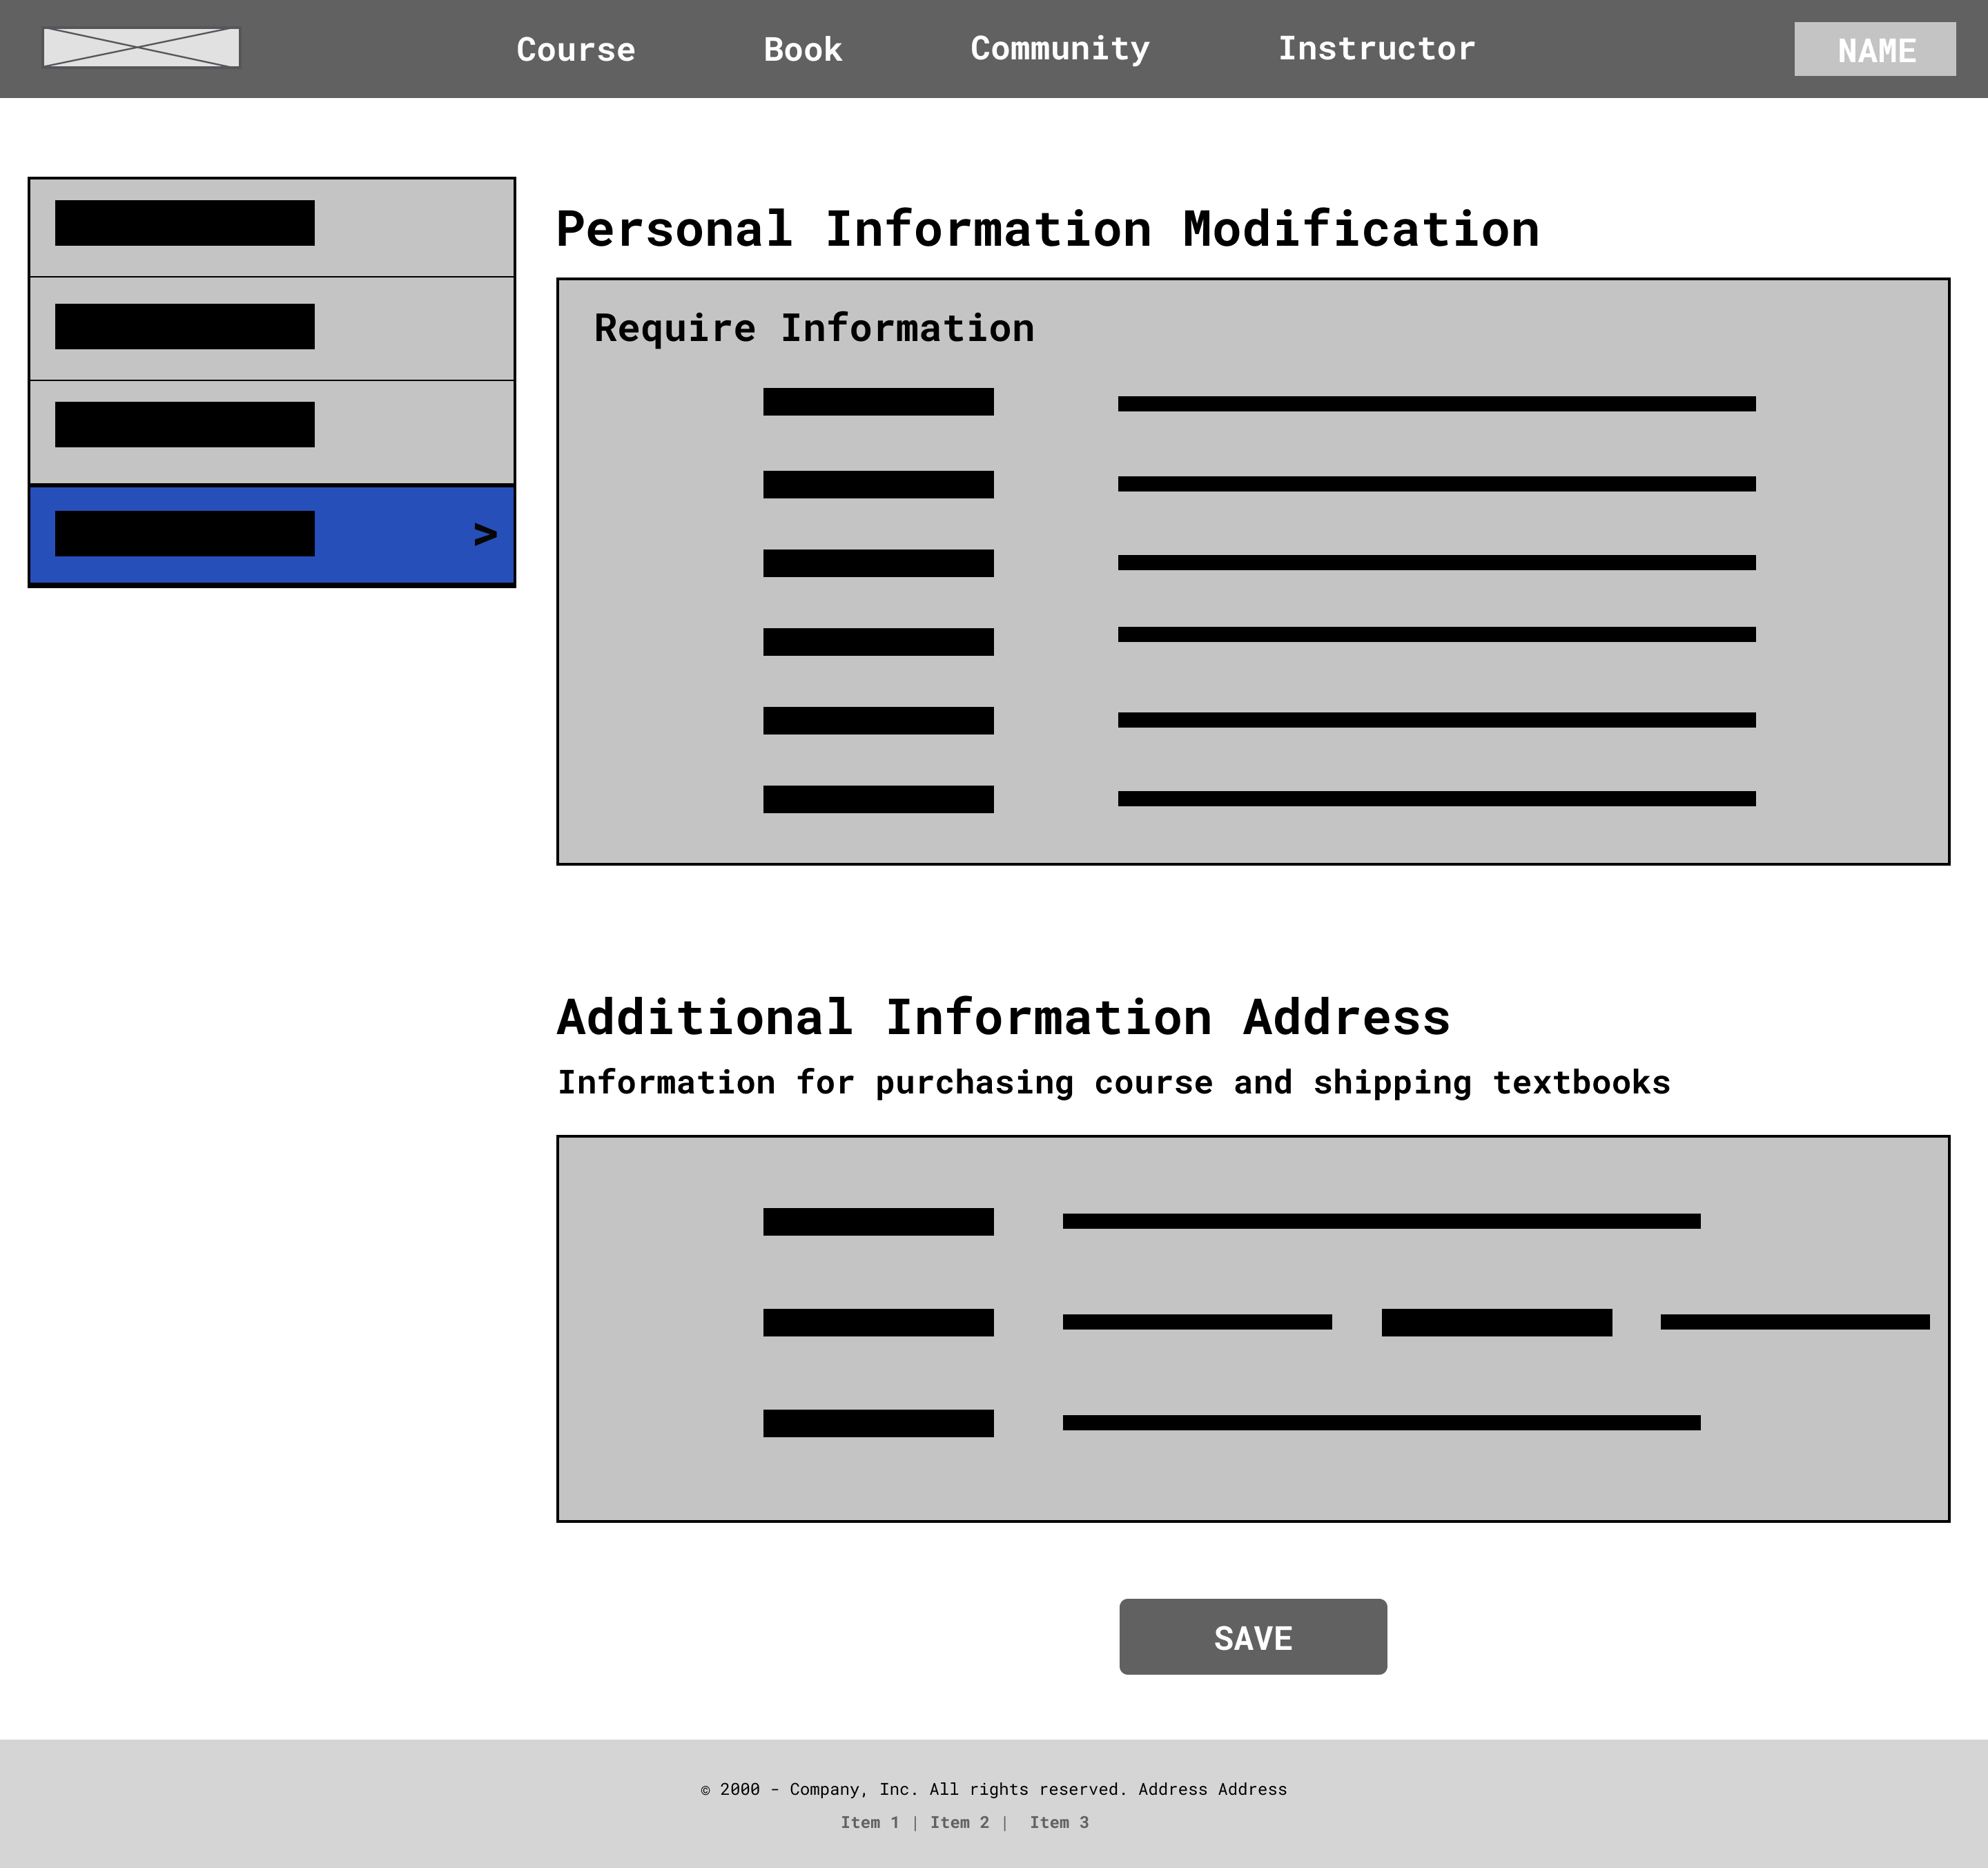 Course Book Community Instructor NAME
Personal Information Modification
Require Information
>
Additional Information Address
Information for purchasing course and shipping textbooks
SAVE
© 2000 - Company, Inc. All rights reserved. Address Address
Item 1 | Item 2 | Item 3